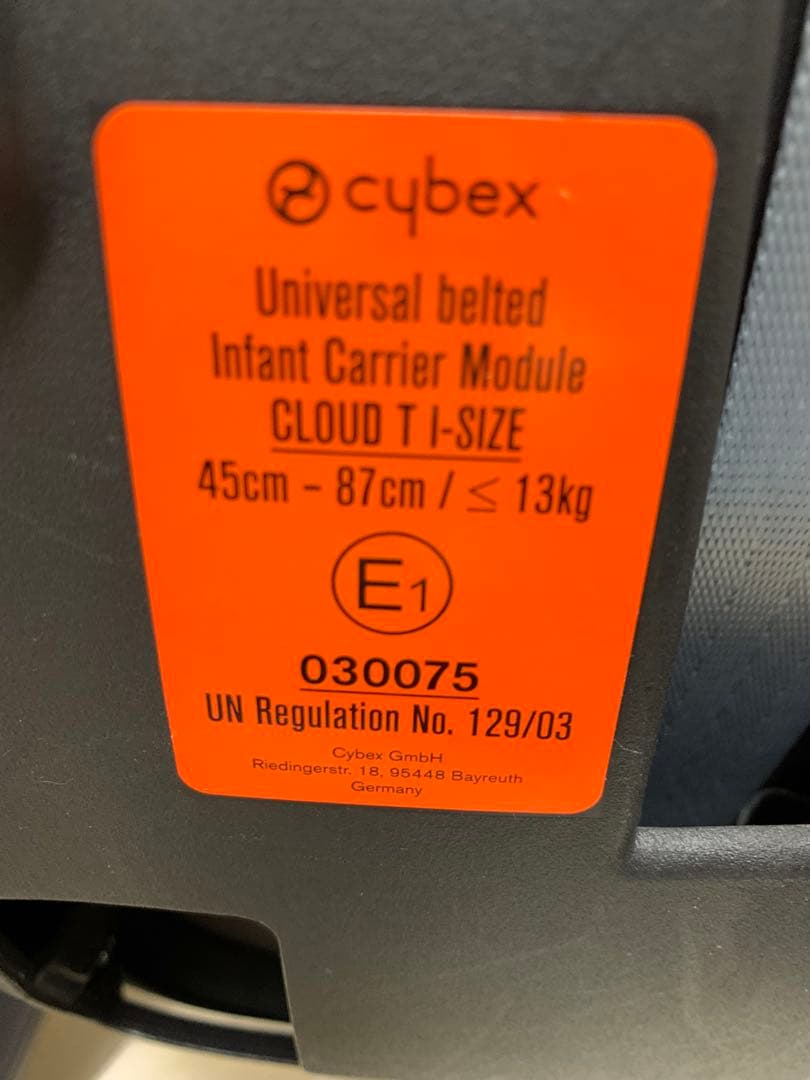 cybex
Universal belted
Infant Carrier Module
CLOUD T I-SIZE
45cm - 87cm / ≤ 13kg
E1
030075
UN Regulation No. 129/03
Cybex GmbH
Riedingerstr. 18, 95448 Bayreuth
Germany